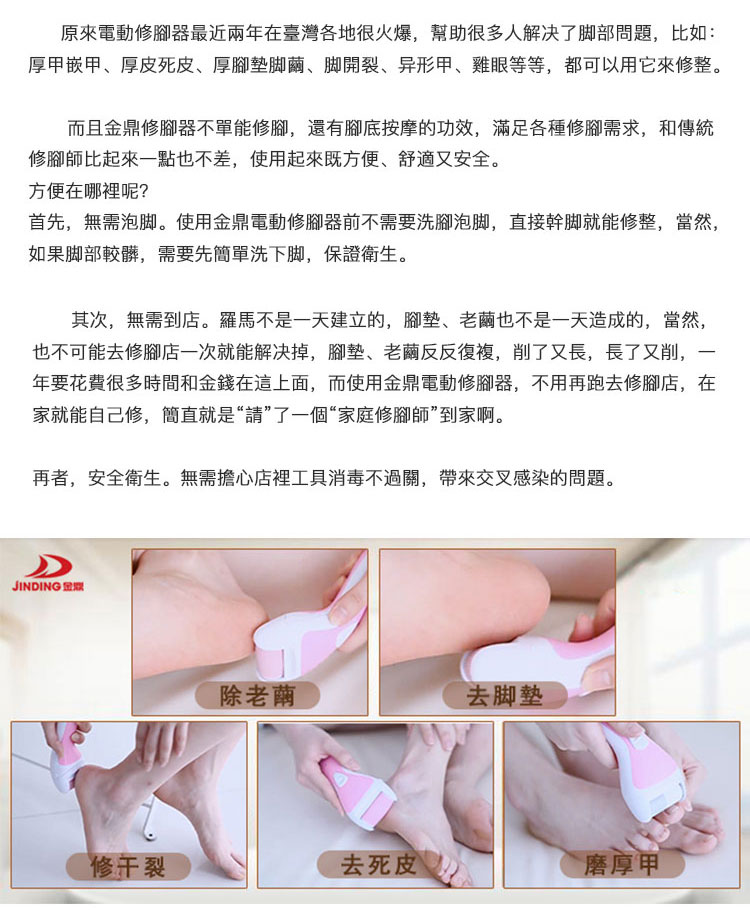 原來電動修腳器最近兩年在臺灣各地很火爆，幫助很多人解决了脚部問題，比如：
厚甲嵌甲、厚皮死皮、厚腳墊脚繭、脚開裂、异形甲、雞眼等等，都可以用它來修整。
而且金鼎修腳器不單能修腳，還有腳底按摩的功效，滿足各種修腳需求，和傳統
修腳師比起來一點也不差，使用起來既方便、舒適又安全。
方便在哪裡呢？
首先，無需泡脚。使用金鼎電動修腳器前不需要洗腳泡脚，直接幹脚就能修整，當然，
如果脚部較髒，需要先簡單洗下脚，保證衛生。
其次，無需到店。羅馬不是一天建立的，腳墊、老繭也不是一天造成的，當然，
也不可能去修腳店一次就能解决掉，腳墊、老繭反反復複，削了又長，長了又削，一
年要花費很多時間和金錢在這上面，而使用金鼎電動修腳器，不用再跑去修腳店，在
家就能自己修，簡直就是“請”了一個“家庭修腳師”到家啊。
再者，安全衛生。無需擔心店裡工具消毒不過關，帶來交叉感染的問題。
JINDING 金鼎
除老繭
去脚墊
修干裂
去死皮
磨厚甲